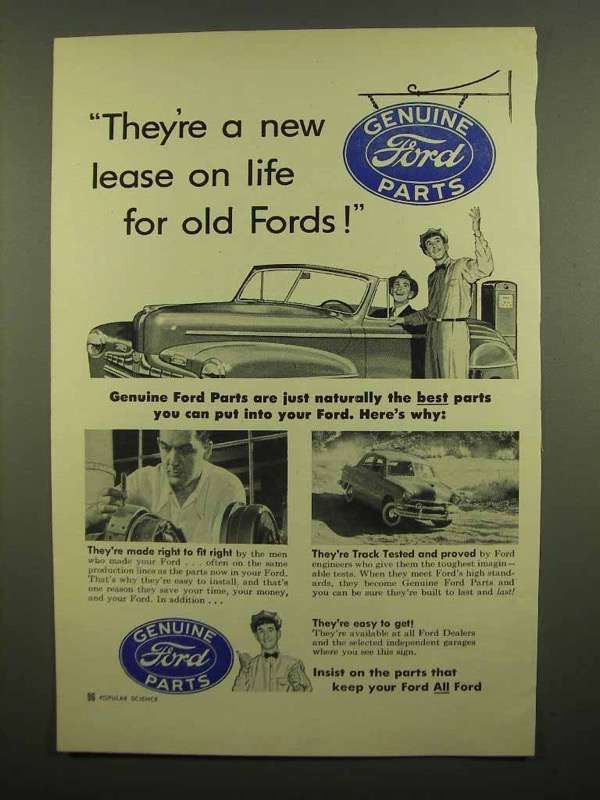 "They're a new
lease on life
for old Fords!"
GENUINE
Ford
PARTS
Genuine Ford Parts are just naturally the best parts
you can put into your Ford. Here's why:
They're made right to fit right by the men
who made your Ford . . . often on the same
production lines as the parts now in your Ford.
That's why they're easy to install, and that's
one reason they save your time, your money,
and your Ford. In addition . . .
They're Track Tested and proved by Ford
engineers who give them the toughest imagin-
able tests. When they meet Ford's high stand-
ards, they become Genuine Ford Parts and
you can be sure they're built to last and last!
GENUINE
Ford
PARTS
They're easy to get!
They're available at all Ford Dealers
and the selected independent garages
where you see this sign.
Insist on the parts that
keep your Ford All Ford
96 POPULAR SCIENCE